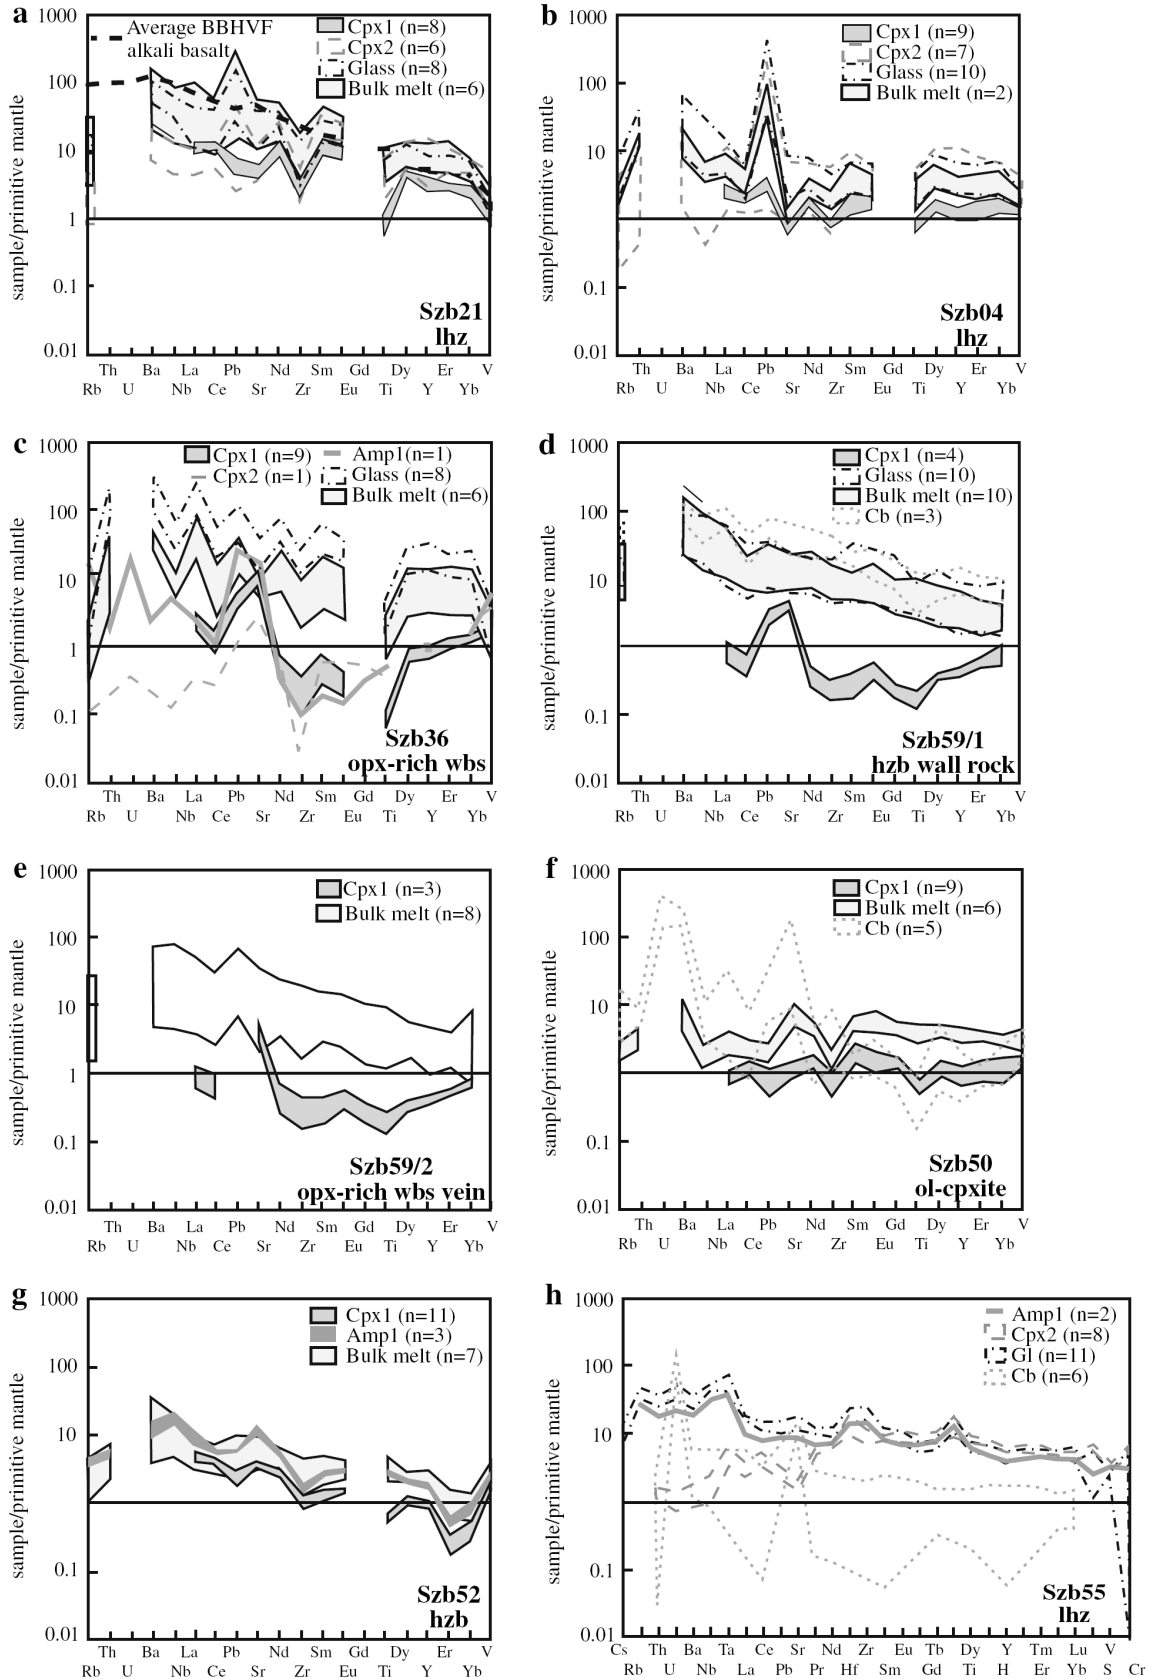 a
1000
100
10
1
0.1
0.01
sample/primitive mantle
Average BBHVF
alkali basalt
Cpx1 (n=8)
Cpx2 (n=6)
Glass (n=8)
Bulk melt (n=6)
Szb21
lhz
Th Ba La Pb Nd Sm Gd Dy Er V
Rb U Nb Ce Sr Zr Eu Ti Y Yb
b
1000
100
10
1
0.1
0.01
sample/primitive mantle
Cpx1 (n=9)
Cpx2 (n=7)
Glass (n=10)
Bulk melt (n=2)
Szb04
lhz
Th Ba La Pb Nd Sm Gd Dy Er V
Rb U Nb Ce Sr Zr Eu Ti Y Yb
c
1000
100
10
1
0.1
0.01
sample/primitive malntle
Cpx1 (n=9)
Cpx2 (n=1)
Amp1(n=1)
Glass (n=8)
Bulk melt (n=6)
Szb36
opx-rich wbs
Th Ba La Pb Nd Sm Gd Dy Er V
Rb U Nb Ce Sr Zr Eu Ti Y Yb
d
1000
100
10
1
0.1
0.01
sample/primitive mantle
Cpx1 (n=4)
Glass (n=10)
Bulk melt (n=10)
Cb (n=3)
Szb59/1
hzb wall rock
Th Ba La Pb Nd Sm Gd Dy Er V
Rb U Nb Ce Sr Zr Eu Ti Y Yb
e
1000
100
10
1
0.1
0.01
sample/primitive mantle
Cpx1 (n=3)
Bulk melt (n=8)
Szb59/2
opx-rich wbs vein
Th Ba La Pb Nd Sm Gd Dy Er V
Rb U Nb Ce Sr Zr Eu Ti Y Yb
f
1000
100
10
1
0.1
0.01
sample/primitive mantle
Cpx1 (n=9)
Bulk melt (n=6)
Cb (n=5)
Szb50
ol-cpxite
Th Ba La Pb Nd Sm Gd Dy Er V
Rb U Nb Ce Sr Zr Eu Ti Y Yb
g
1000
100
10
1
0.1
0.01
sample/primitive mantle
Cpx1 (n=11)
Amp1 (n=3)
Bulk melt (n=7)
Szb52
hzb
Th Ba La Pb Nd Sm Gd Dy Er V
Rb U Nb Ce Sr Zr Eu Ti Y Yb
h
1000
100
10
1
0.1
0.01
sample/primitive mantle
Amp1 (n=2)
Cpx2 (n=8)
Gl (n=11)
Cb (n=6)
Szb55
lhz
Cs Th Ba Ta Ce Sr Nd Zr Eu Tb Dy Y Tm Lu V
Rb U Nb La Pb Pr Hf Sm Gd Ti H Er Yb S Cr